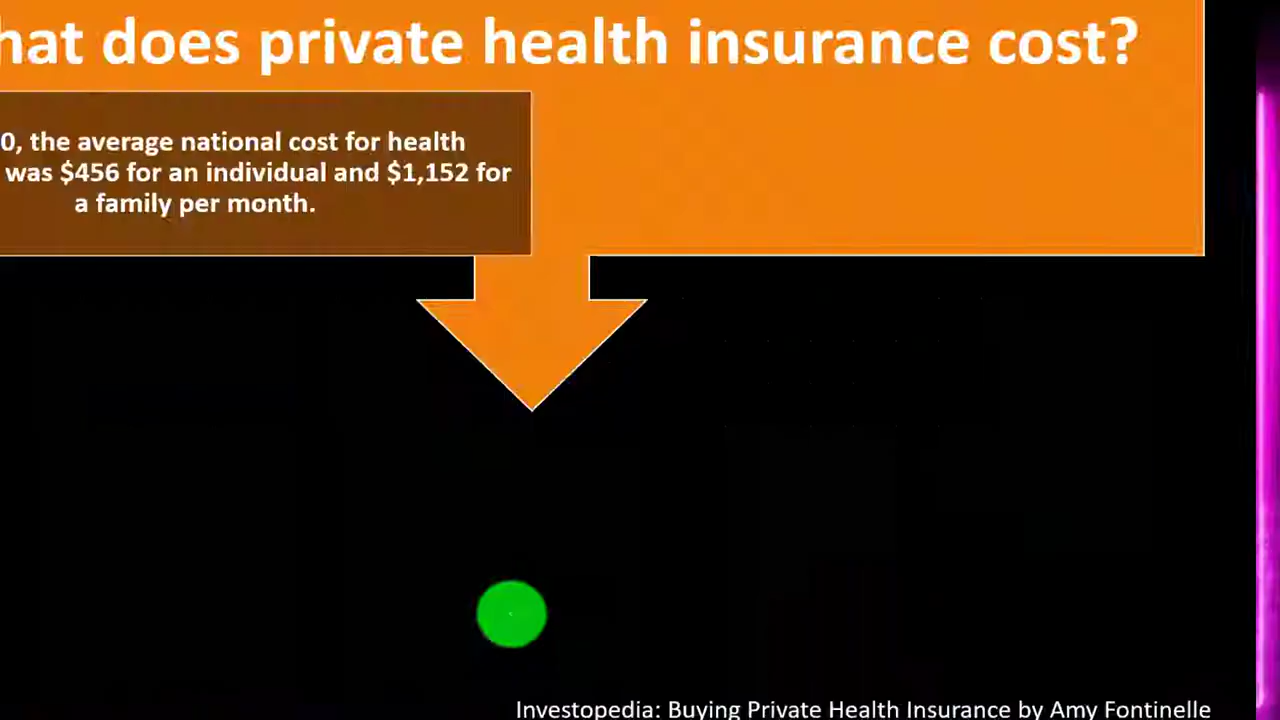 hat does private health insurance cost?
0, the average national cost for health
was $456 for an individual and $1,152 for
a family per month.
Investopedia: Buying Private Health Insurance by Amy Fontinelle